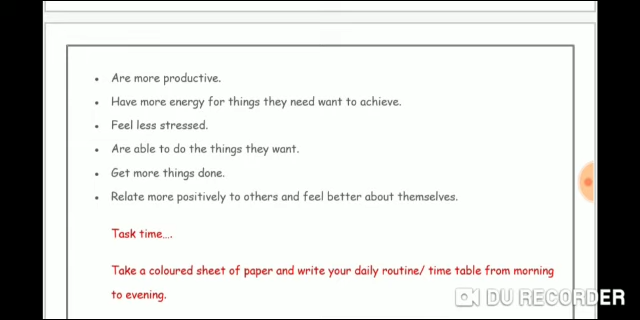 • Are more productive.
• Have more energy for things they need want to achieve.
• Feel less stressed.
• Are able to do the things they want.
• Get more things done.
• Relate more positively to others and feel better about themselves.
Task time….
Take a coloured sheet of paper and write your daily routine/ time table from morning
to evening.
DU RECORDER